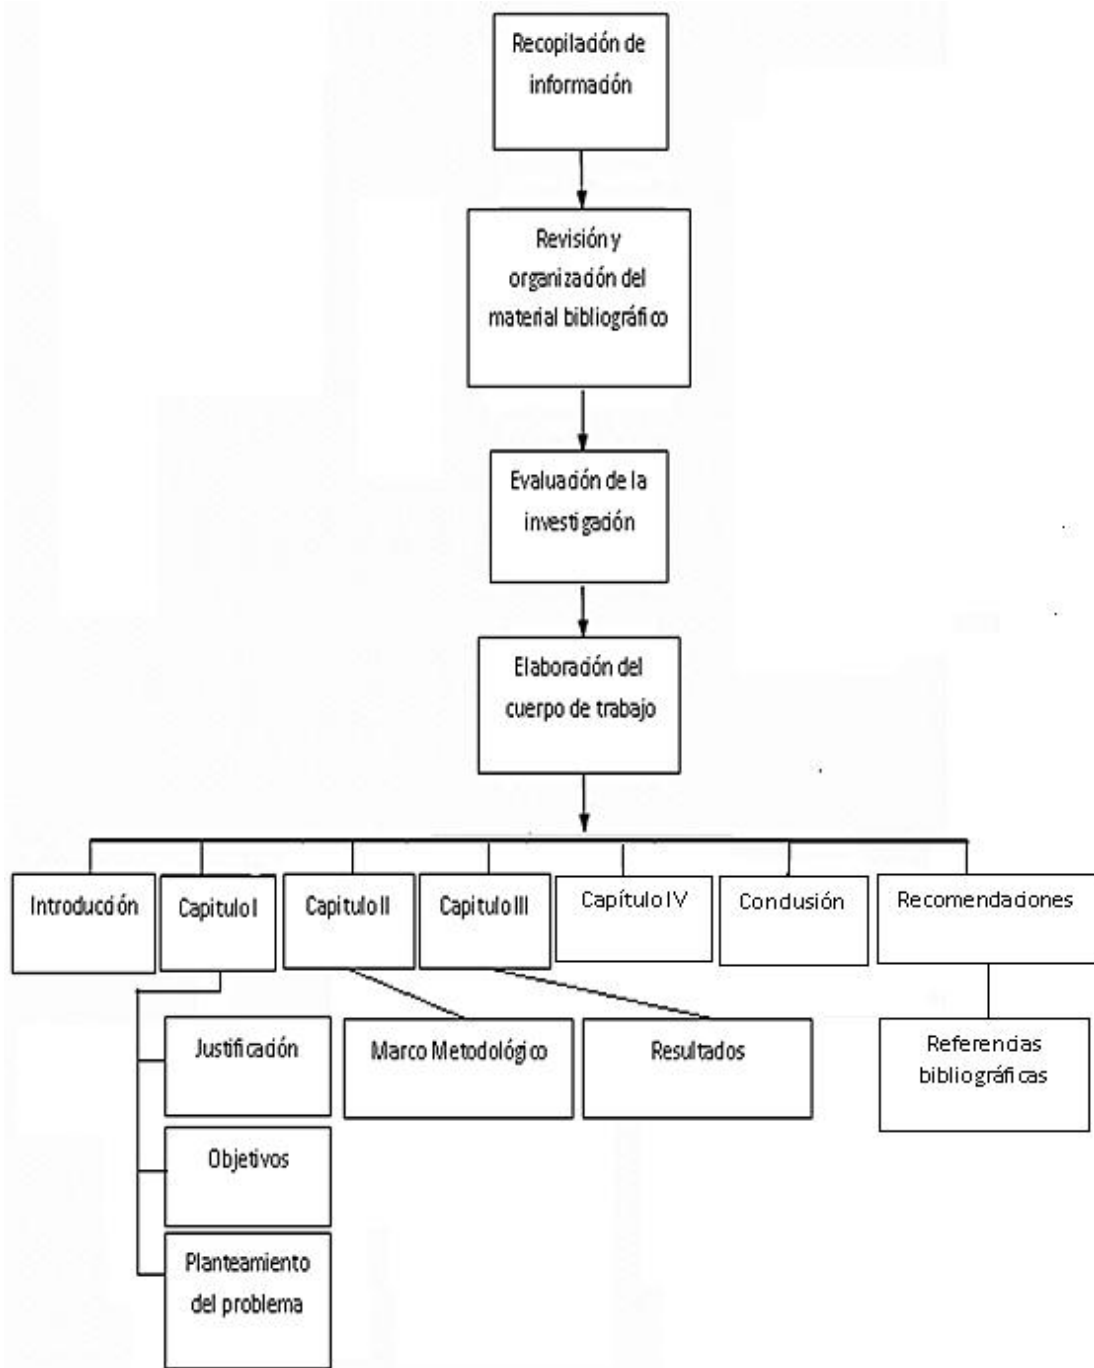 Recopilación de
información
Revisión y
organización del
material bibliográfico
Evaluación de la
investigación
Elaboración del
cuerpo de trabajo
Introducción
Capitulo I
Capitulo II
Capitulo III
Capítulo IV
Conclusión
Recomendaciones
Justificación
Marco Metodológico
Resultados
Referencias
bibliográficas
Objetivos
Planteamiento
del problema